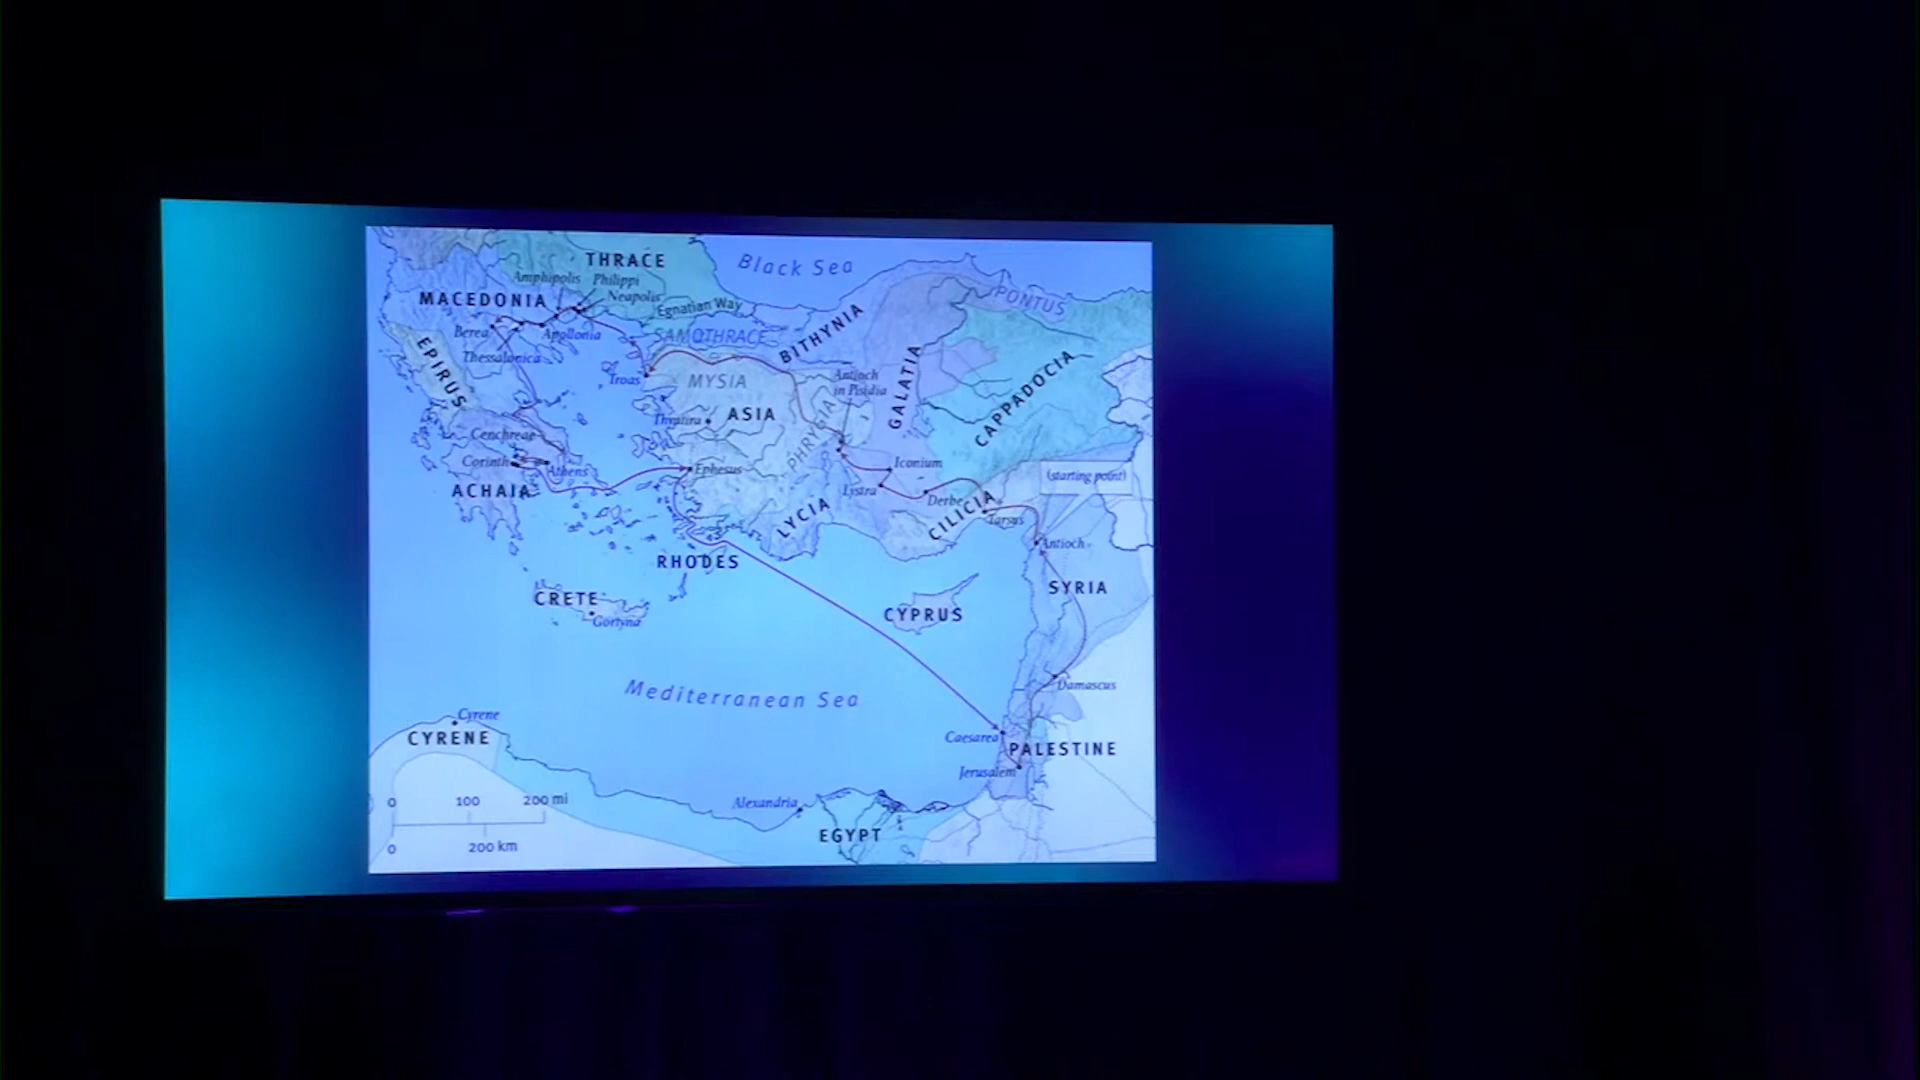 THRACE
Black Sea
Amphipolis
Philippi
PONTUS
MACEDONIA
Neapolis
Egnatian Way
Berea
Apollonia
SAMOTHRACE
BITHYNIA
Thessalonica
EPIRUS
Troas
MYSIA
Antioch
in Pisidia
GALATIA
CAPPADOCIA
ASIA
Thyatira
PHRYGIA
Cenchreae
Corinth
Athens
Ephesus
Iconium
(starting point)
ACHAIA
Lystra
Derbe
LYCIA
CILICIA
Tarsus
Antioch
RHODES
SYRIA
CRETE
Gortyna
CYPRUS
Mediterranean Sea
Damascus
Cyrene
CYRENE
Caesarea
PALESTINE
Jerusalem
0 100 200 mi
Alexandria
EGYPT
0 200 km